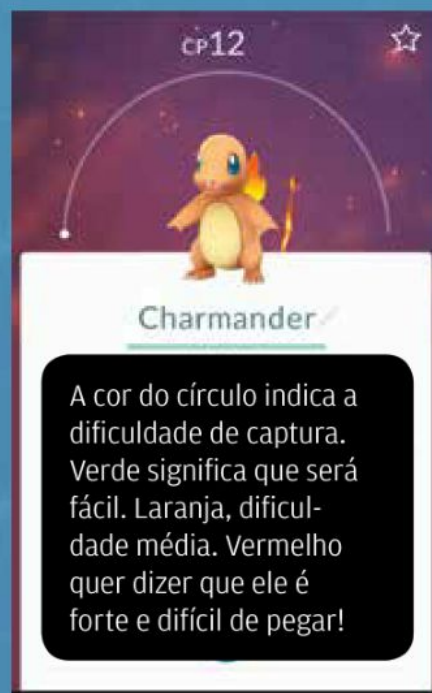 CP12
Charmander
A cor do círculo indica a
dificuldade de captura.
Verde significa que será
fácil. Laranja, dificul-
dade média. Vermelho
quer dizer que ele é
forte e difícil de pegar!